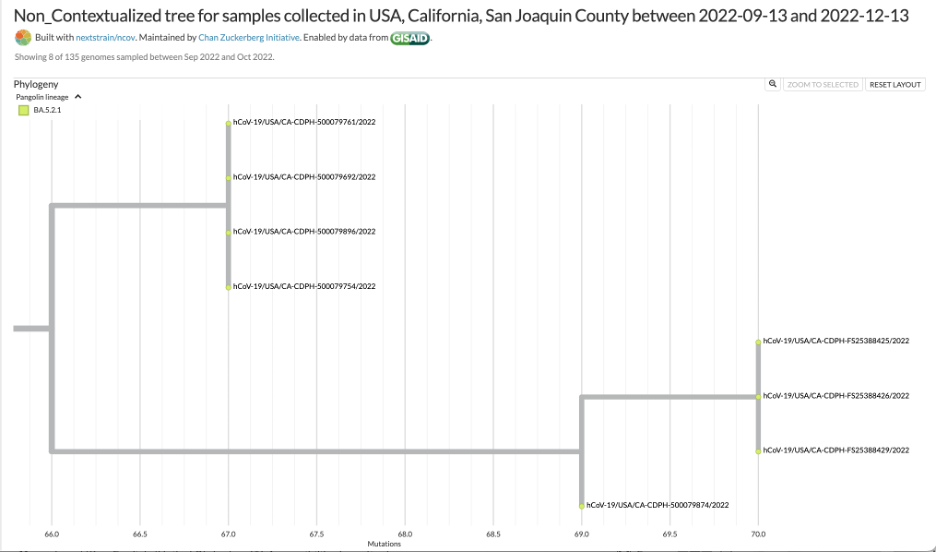 Non_Contextualized tree for samples collected in USA, California, San Joaquin County between 2022-09-13 and 2022-12-13
Built with nextstrain/ncov. Maintained by Chan Zuckerberg Initiative. Enabled by data from GISAID.
Showing 8 of 135 genomes sampled between Sep 2022 and Oct 2022.
Phylogeny
ZOOM TO SELECTED
RESET LAYOUT
Pangolin lineage
BA.5.2.1
hCoV-19/USA/CA-CDPH-500079761/2022
hCoV-19/USA/CA-CDPH-500079692/2022
hCoV-19/USA/CA-CDPH-500079896/2022
hCoV-19/USA/CA-CDPH-500079754/2022
hCoV-19/USA/CA-CDPH-FS25388425/2022
hCoV-19/USA/CA-CDPH-FS25388426/2022
hCoV-19/USA/CA-CDPH-FS25388429/2022
hCoV-19/USA/CA-CDPH-500079874/2022
66.0 66.5 67.0 67.5 68.0 68.5 69.0 69.5 70.0
Mutations